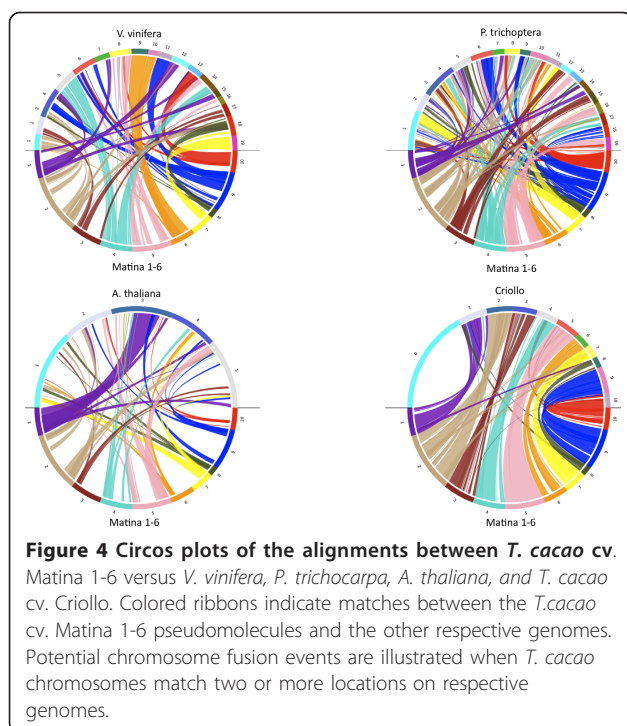 V. vinifera
P. trichoptera
Matina 1-6
Matina 1-6
A. thaliana
Criollo
Matina 1-6
Matina 1-6
Figure 4 Circos plots of the alignments between T. cacao cv.
Matina 1-6 versus V. vinifera, P. trichocarpa, A. thaliana, and T. cacao
cv. Criollo. Colored ribbons indicate matches between the T.cacao
cv. Matina 1-6 pseudomolecules and the other respective genomes.
Potential chromosome fusion events are illustrated when T. cacao
chromosomes match two or more locations on respective
genomes.